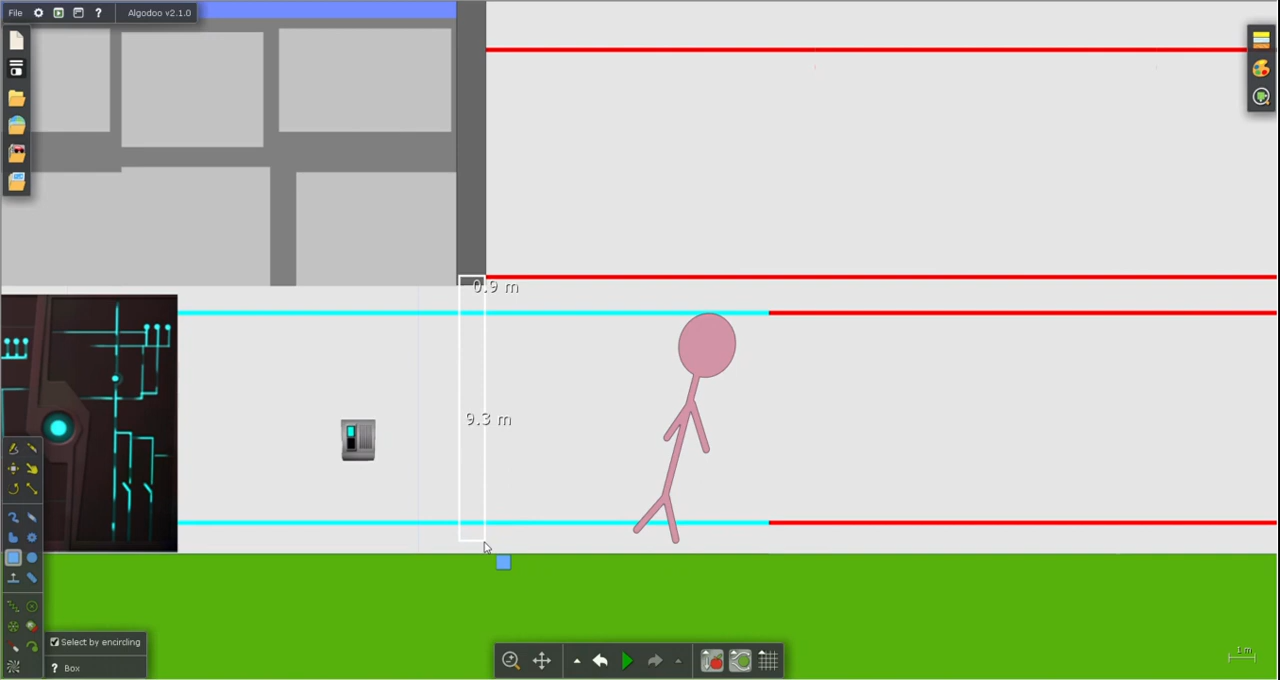 File ? Algodoo v2.1.0
0.9 m
9.3 m
Select by encircling
? Box
1 m